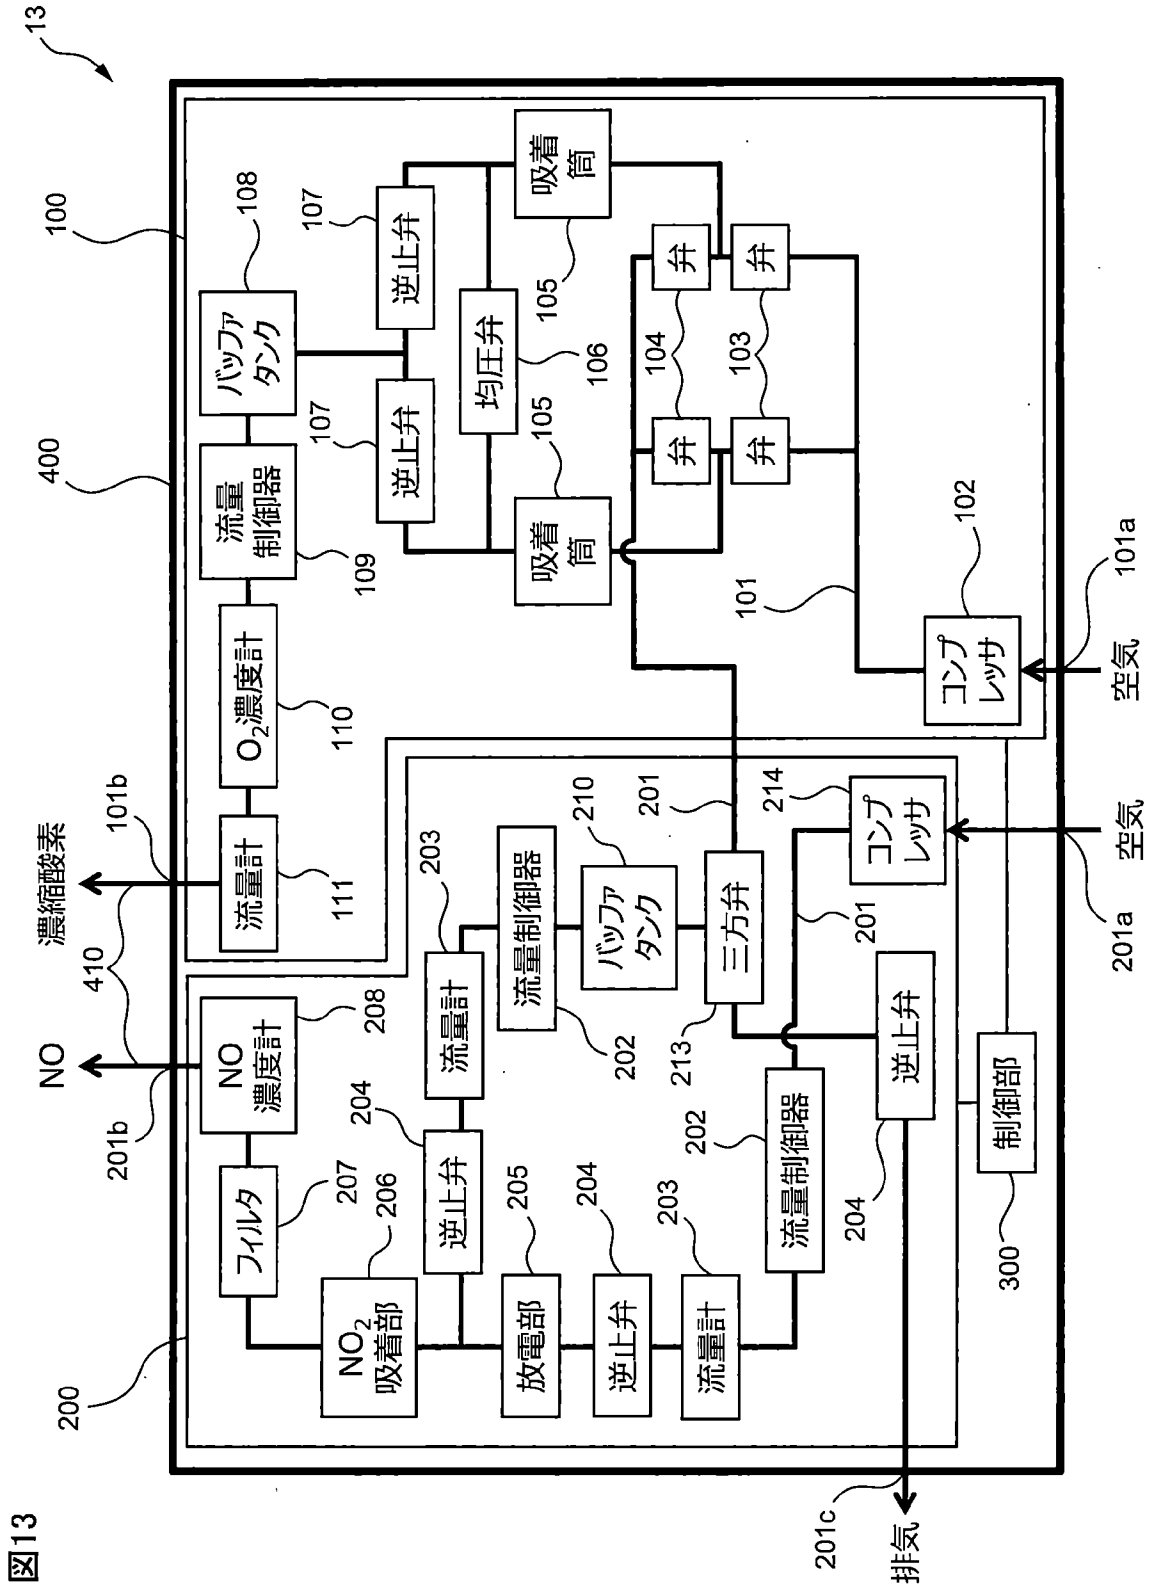 図13
13
400
100
200
300
NO
410
濃縮酸素
201b
101b
NO
濃度計
208
フィルタ
207
NO2
吸着部
206
逆止弁
204
流量計
203
放電部
205
逆止弁
204
流量計
203
流量制御器
202
バッファ
タンク
210
三方弁
213
201
流量制御器
202
201
コンプ
レッサ
214
逆止弁
204
制御部
201c
排気
201a
空気
流量計
111
O2濃度計
110
流量
制御器
109
バッファ
タンク
108
逆止弁
107
逆止弁
107
均圧弁
106
吸着
筒
105
吸着
筒
105
弁
弁
104
弁
弁
103
101
コンプ
レッサ
102
101a
空気